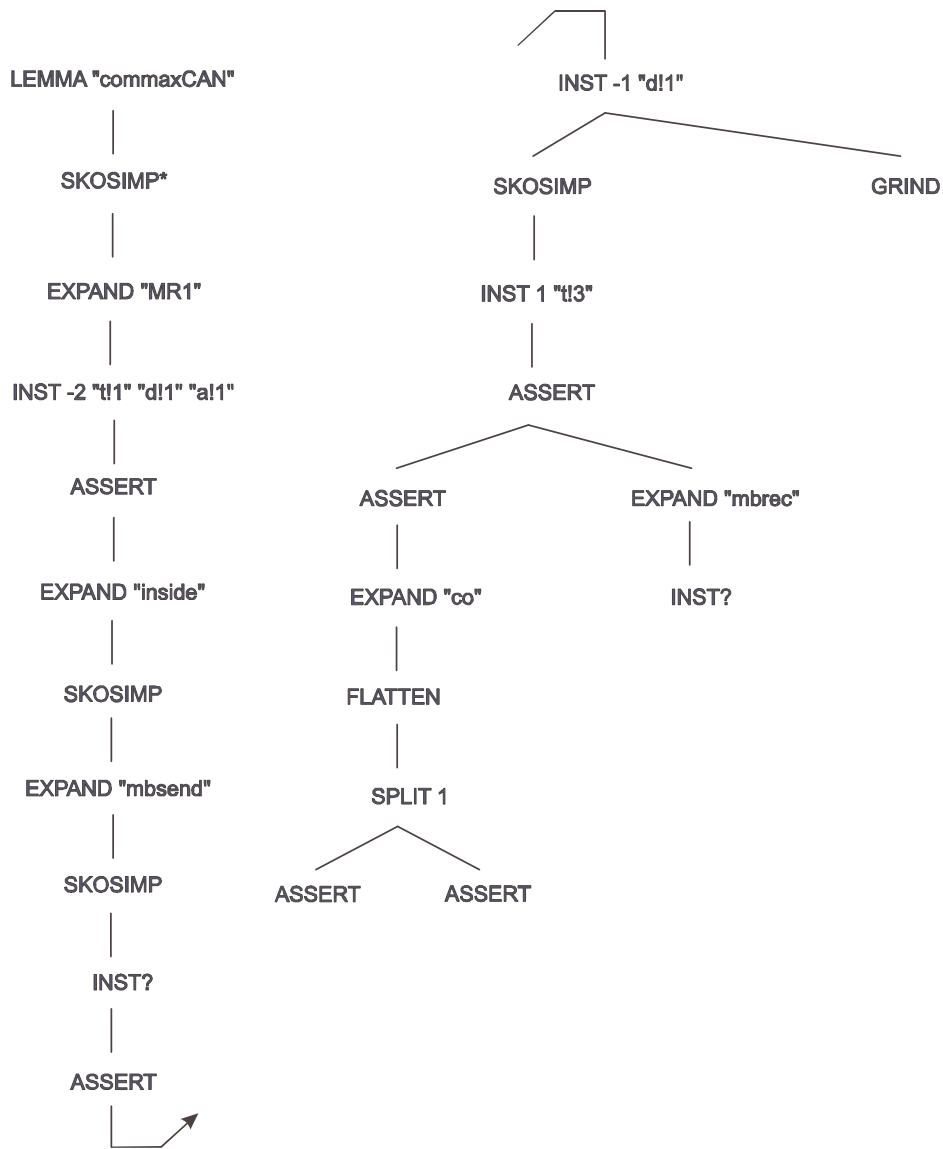 LEMMA "commaxCAN"
SKOSIMP*
EXPAND "MR1"
INST -2 "t!1" "d!1" "a!1"
ASSERT
EXPAND "inside"
SKOSIMP
EXPAND "mbsend"
SKOSIMP
INST?
ASSERT
INST -1 "d!1"
SKOSIMP
GRIND
INST 1 "t!3"
ASSERT
ASSERT
EXPAND "mbrec"
EXPAND "co"
INST?
FLATTEN
SPLIT 1
ASSERT
ASSERT